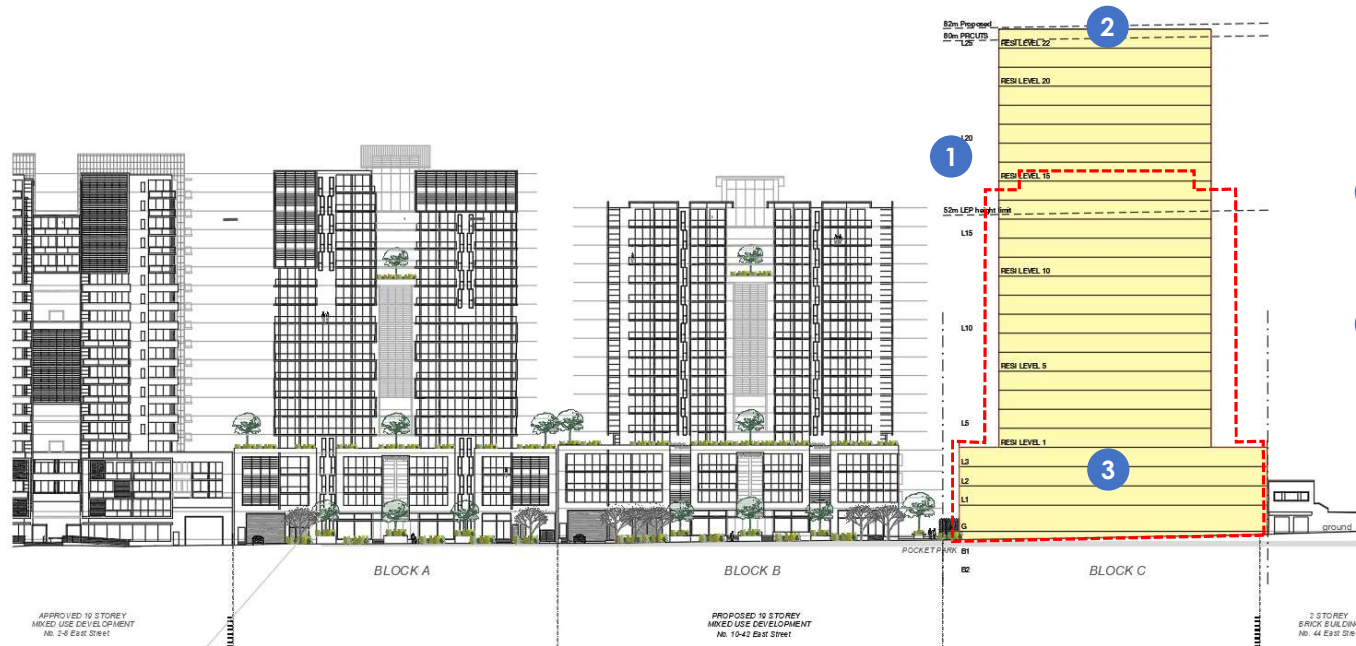 82m Proposed
80m PRCUTS
L25
RESI LEVEL 22
2
RESI LEVEL 20
L20
1
RESI LEVEL 15
52m LEP height limit
L15
RESI LEVEL 10
L10
RESI LEVEL 5
L5
RESI LEVEL 1
L3
3
L2
L1
G
ground
POCKET PARK
B1
B2
BLOCK A
BLOCK B
BLOCK C
APPROVED 19 STOREY
MIXED USE DEVELOPMENT
No. 2-8 East Street
PROPOSED 19 STOREY
MIXED USE DEVELOPMENT
No. 10-42 East Street
2 STOREY
BRICK BUILDING
No. 44 East Stre